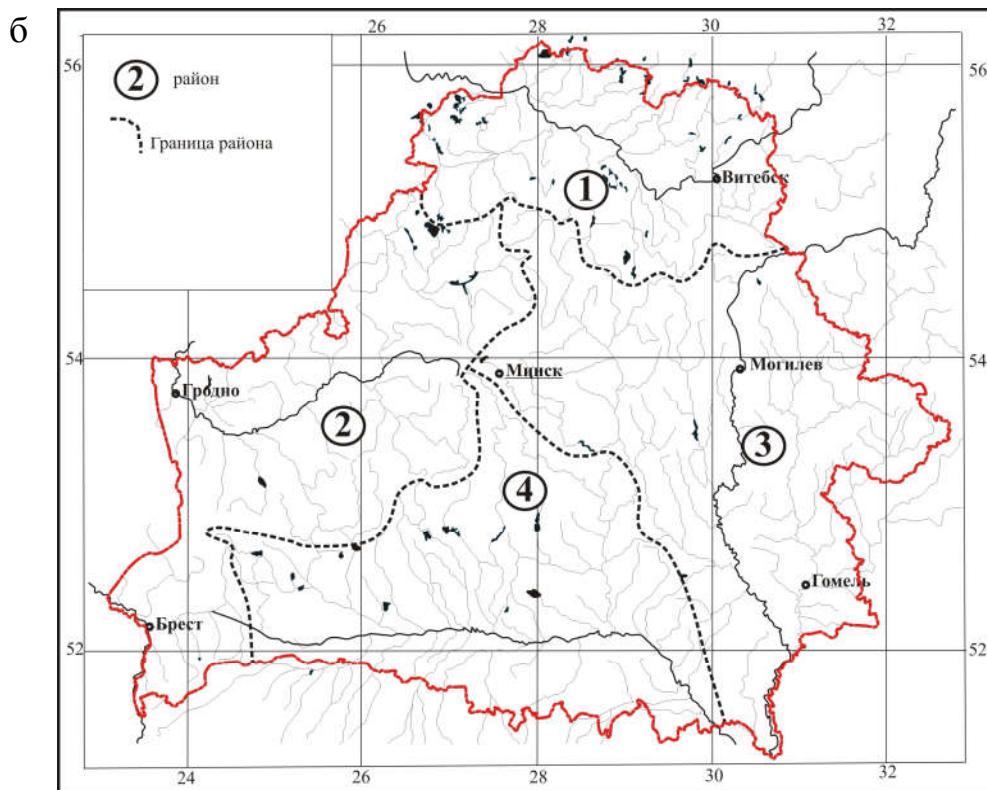 б
26 28 30 32
56 56
2 район
Граница района
Витебск
1
54 54
Минск
Могилев
Гродно
2
3
4
Гомель
Брест
52 52
24 26 28 30 32